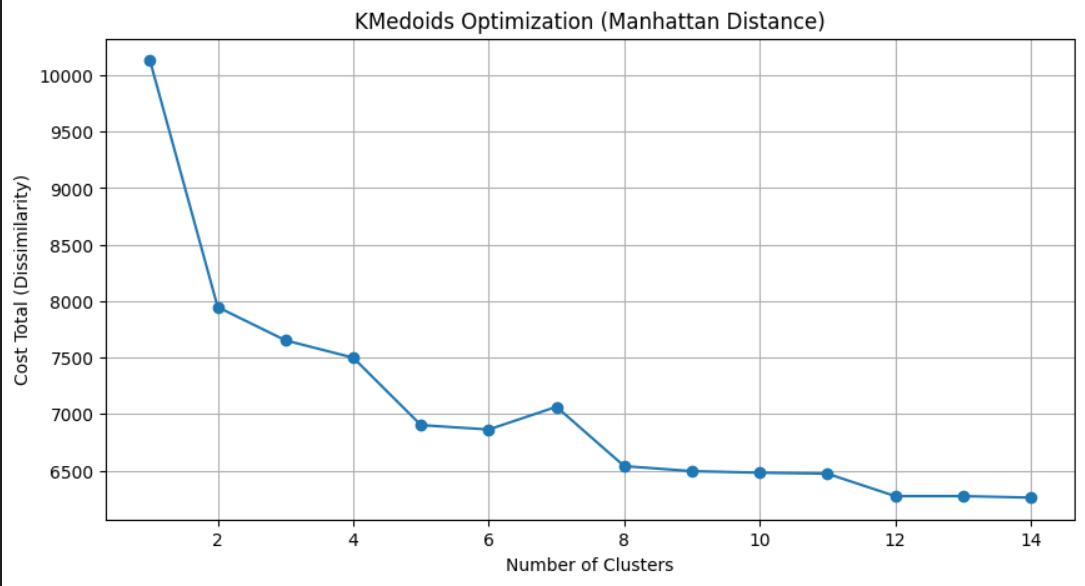 KMedoids Optimization (Manhattan Distance)
Cost Total (Dissimilarity)
10000
9500
9000
8500
8000
7500
7000
6500
2 4 6 8 10 12 14
Number of Clusters